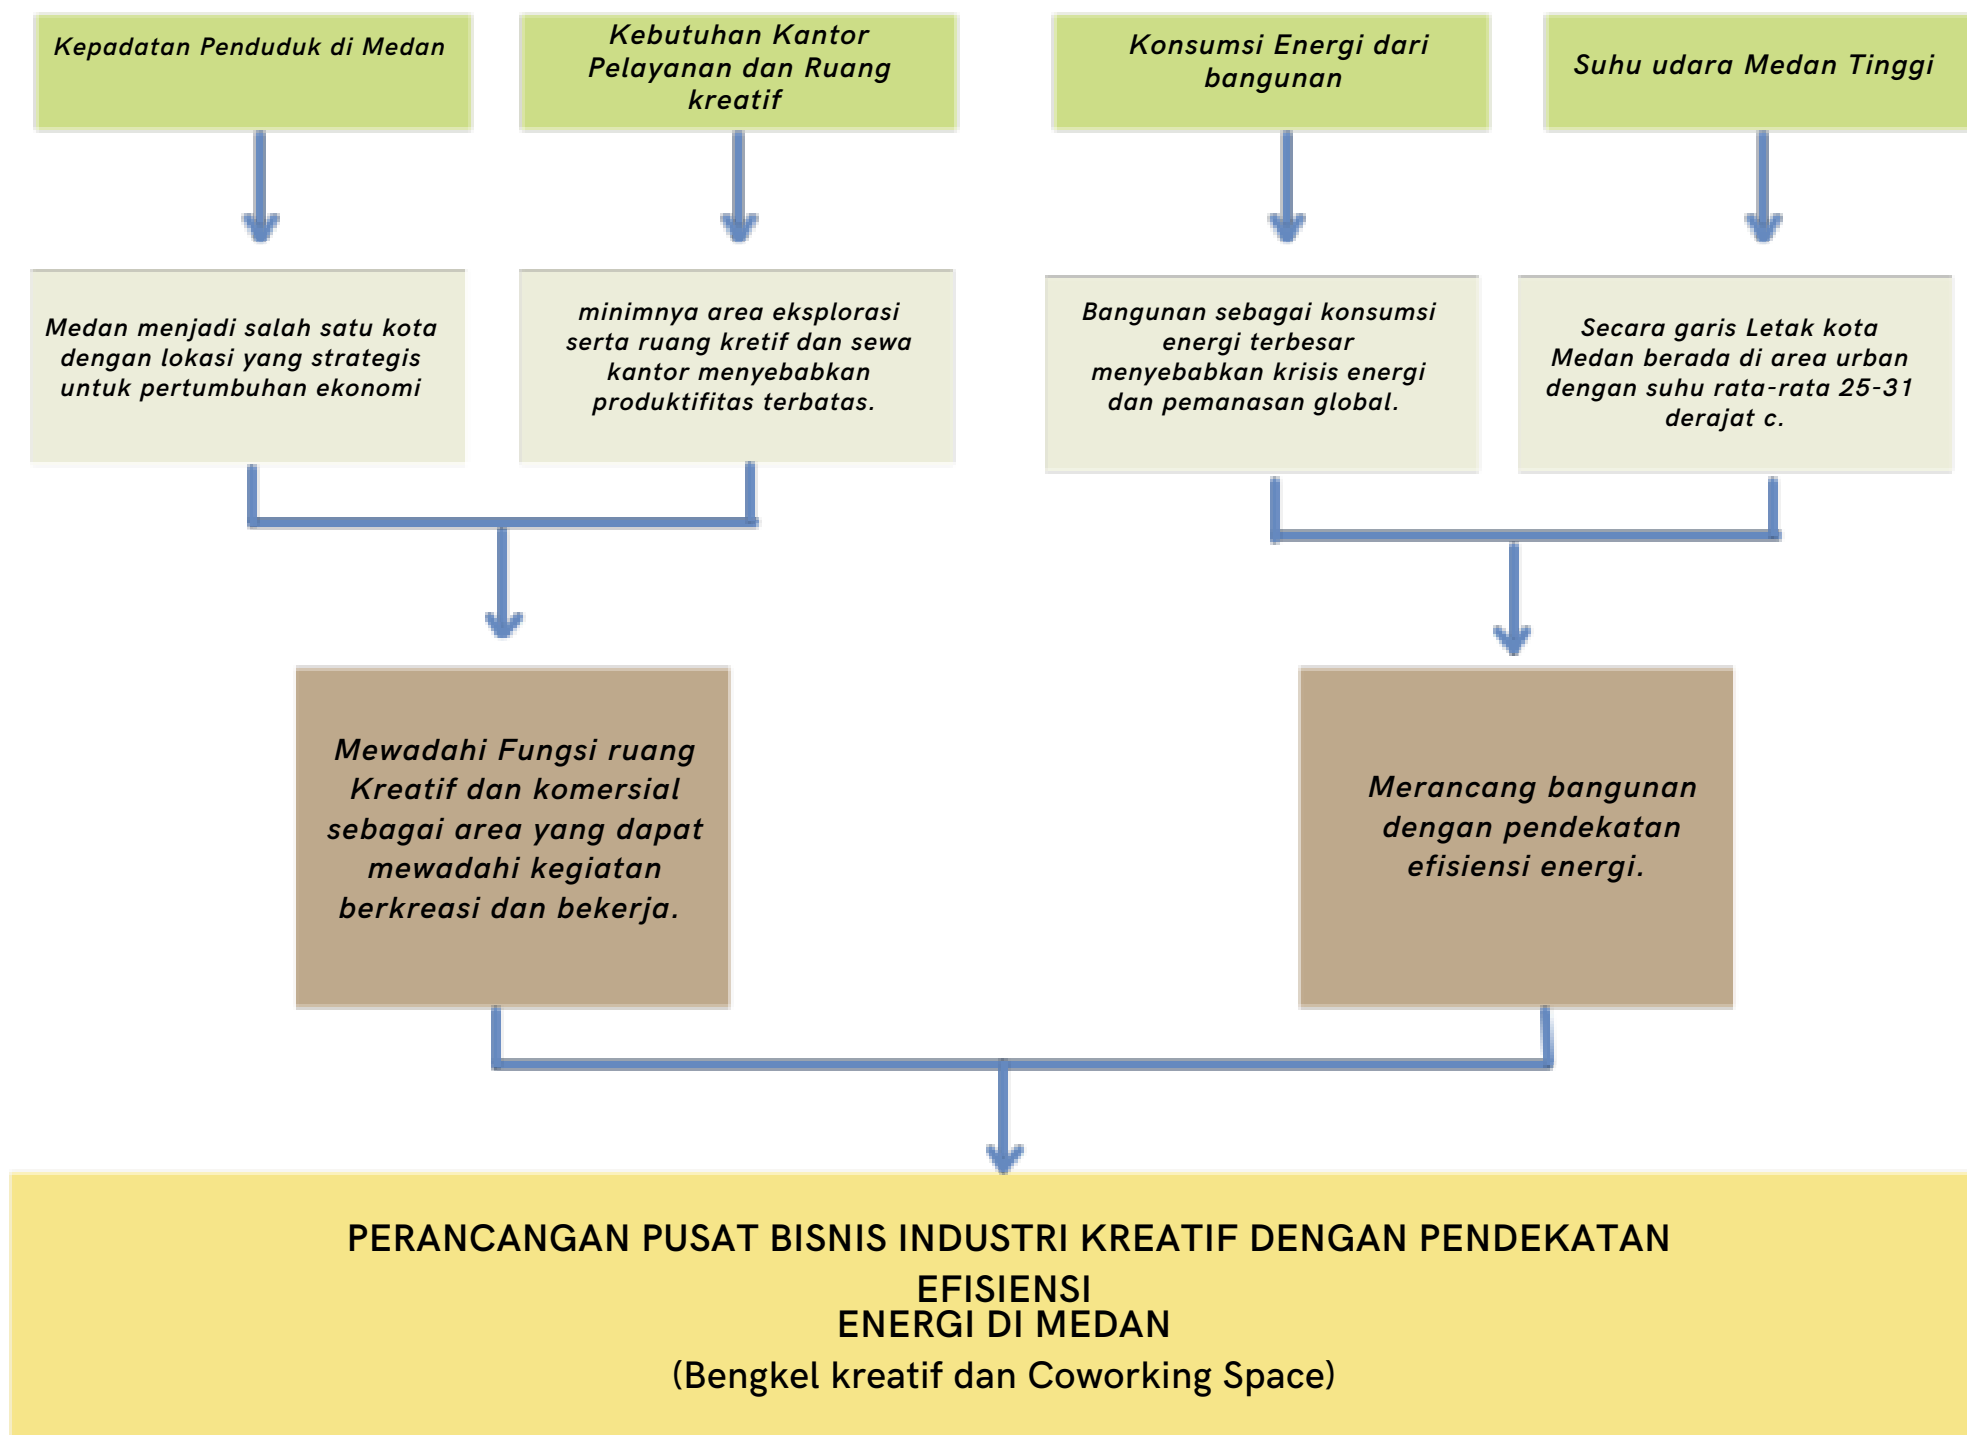 Kepadatan Penduduk di Medan
Kebutuhan Kantor
Pelayanan dan Ruang
kreatif
Konsumsi Energi dari
bangunan
Suhu udara Medan Tinggi
Medan menjadi salah satu kota
dengan lokasi yang strategis
untuk pertumbuhan ekonomi
minimnya area eksplorasi
serta ruang kretif dan sewa
kantor menyebabkan
produktifitas terbatas.
Bangunan sebagai konsumsi
energi terbesar
menyebabkan krisis energi
dan pemanasan global.
Secara garis Letak kota
Medan berada di area urban
dengan suhu rata-rata 25-31
derajat c.
Mewadahi Fungsi ruang
Kreatif dan komersial
sebagai area yang dapat
mewadahi kegiatan
berkreasi dan bekerja.
Merancang bangunan
dengan pendekatan
efisiensi energi.
PERANCANGAN PUSAT BISNIS INDUSTRI KREATIF DENGAN PENDEKATAN
EFISIENSI
ENERGI DI MEDAN
(Bengkel kreatif dan Coworking Space)